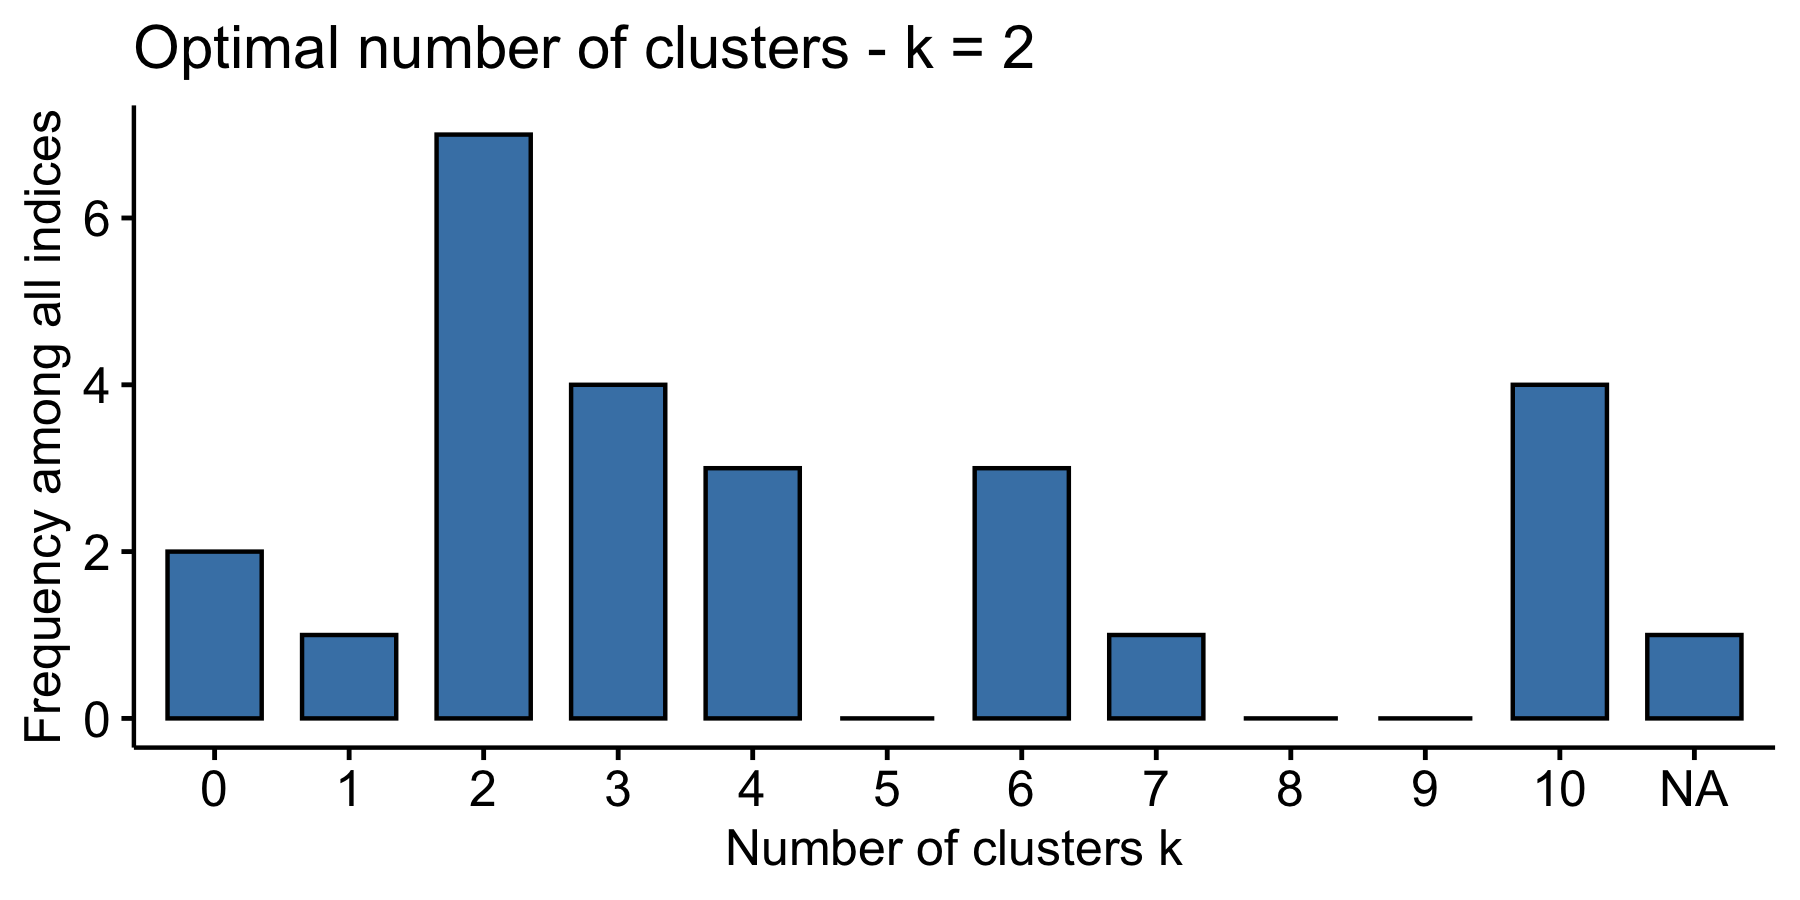 Optimal number of clusters - k = 2
Frequency among all indices
6
4
2
0
0 1 2 3 4 5 6 7 8 9 10 NA
Number of clusters k